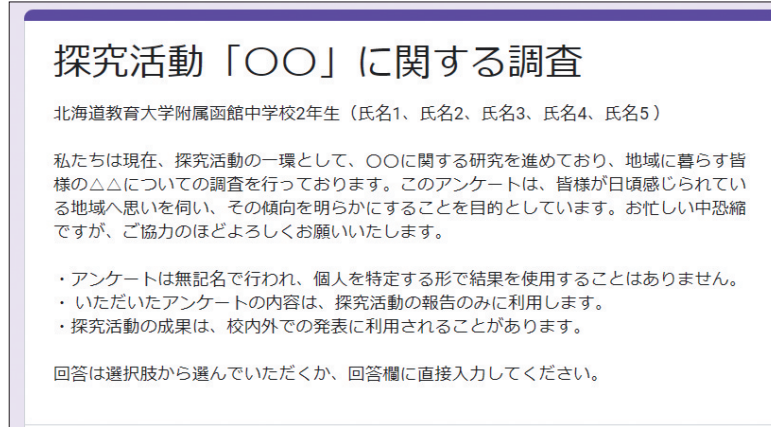 探究活動「〇〇」に関する調査
北海道教育大学附属函館中学校2年生（氏名1、氏名2、氏名3、氏名4、氏名5 ）
私たちは現在、探究活動の一環として、〇〇に関する研究を進めており、地域に暮らす皆
様の△△についての調査を行っております。このアンケートは、皆様が日頃感じられてい
る地域へ思いを伺い、その傾向を明らかにすることを目的としています。お忙しい中恐縮
ですが、ご協力のほどよろしくお願いいたします。
・アンケートは無記名で行われ、個人を特定する形で結果を使用することはありません。
・ いただいたアンケートの内容は、探究活動の報告のみに利用します。
・探究活動の成果は、校内外での発表に利用されることがあります。
回答は選択肢から選んでいただくか、回答欄に直接入力してください。